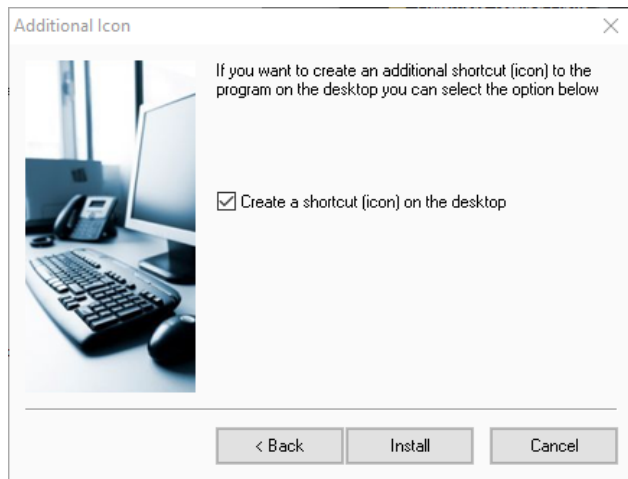 Additional Icon
If you want to create an additional shortcut (icon) to the
program on the desktop you can select the option below
Create a shortcut (icon) on the desktop
< Back
Install
Cancel